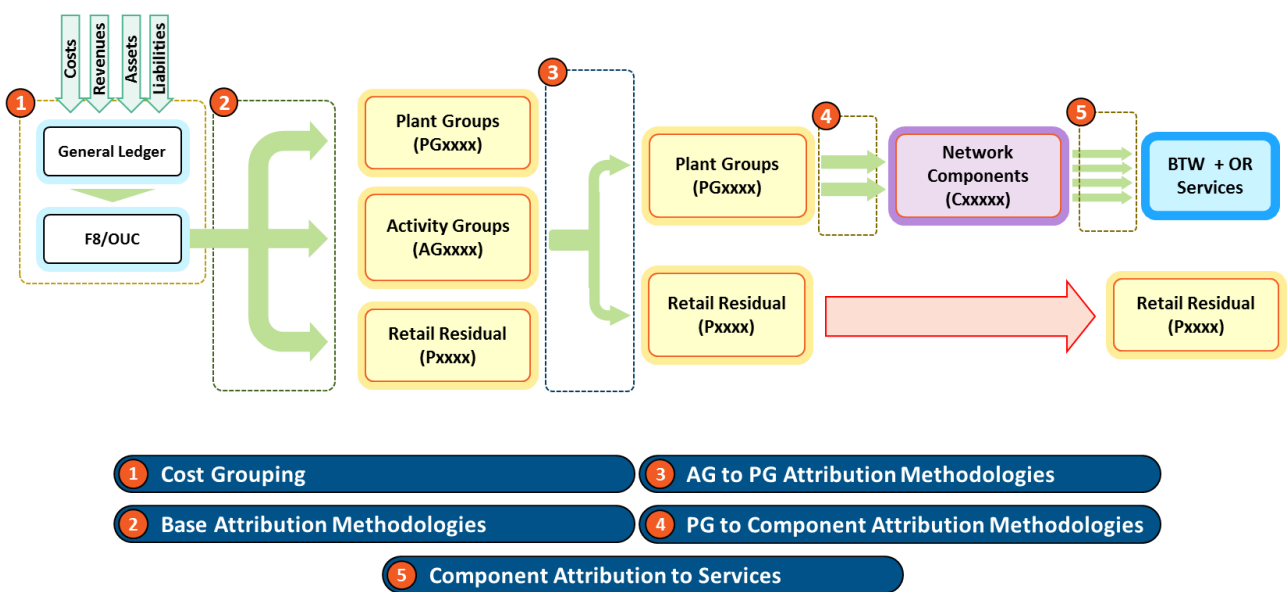 Costs
Revenues
Assets
Liabilities
1
2
3
4
5
General Ledger
F8/OUC
Plant Groups
(PGxxxx)
Activity Groups
(AGxxxx)
Retail Residual
(Pxxxx)
Plant Groups
(PGxxxx)
Retail Residual
(Pxxxx)
Network
Components
(Cxxxxx)
BTW + OR
Services
Retail Residual
(Pxxxx)
1 Cost Grouping
3 AG to PG Attribution Methodologies
2 Base Attribution Methodologies
4 PG to Component Attribution Methodologies
5 Component Attribution to Services